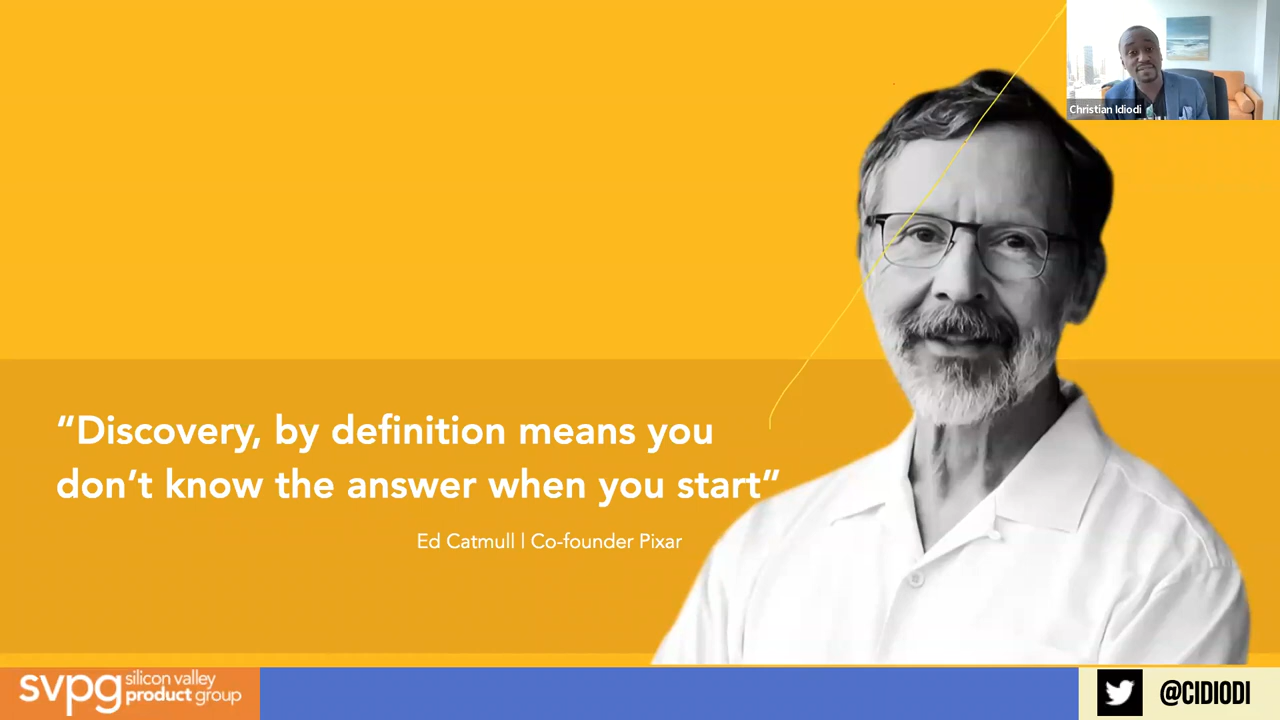 Christian Idiodi
“Discovery, by definition means you
don’t know the answer when you start”
Ed Catmull | Co-founder Pixar
svpg silicon valley
product group
@CIDIODI